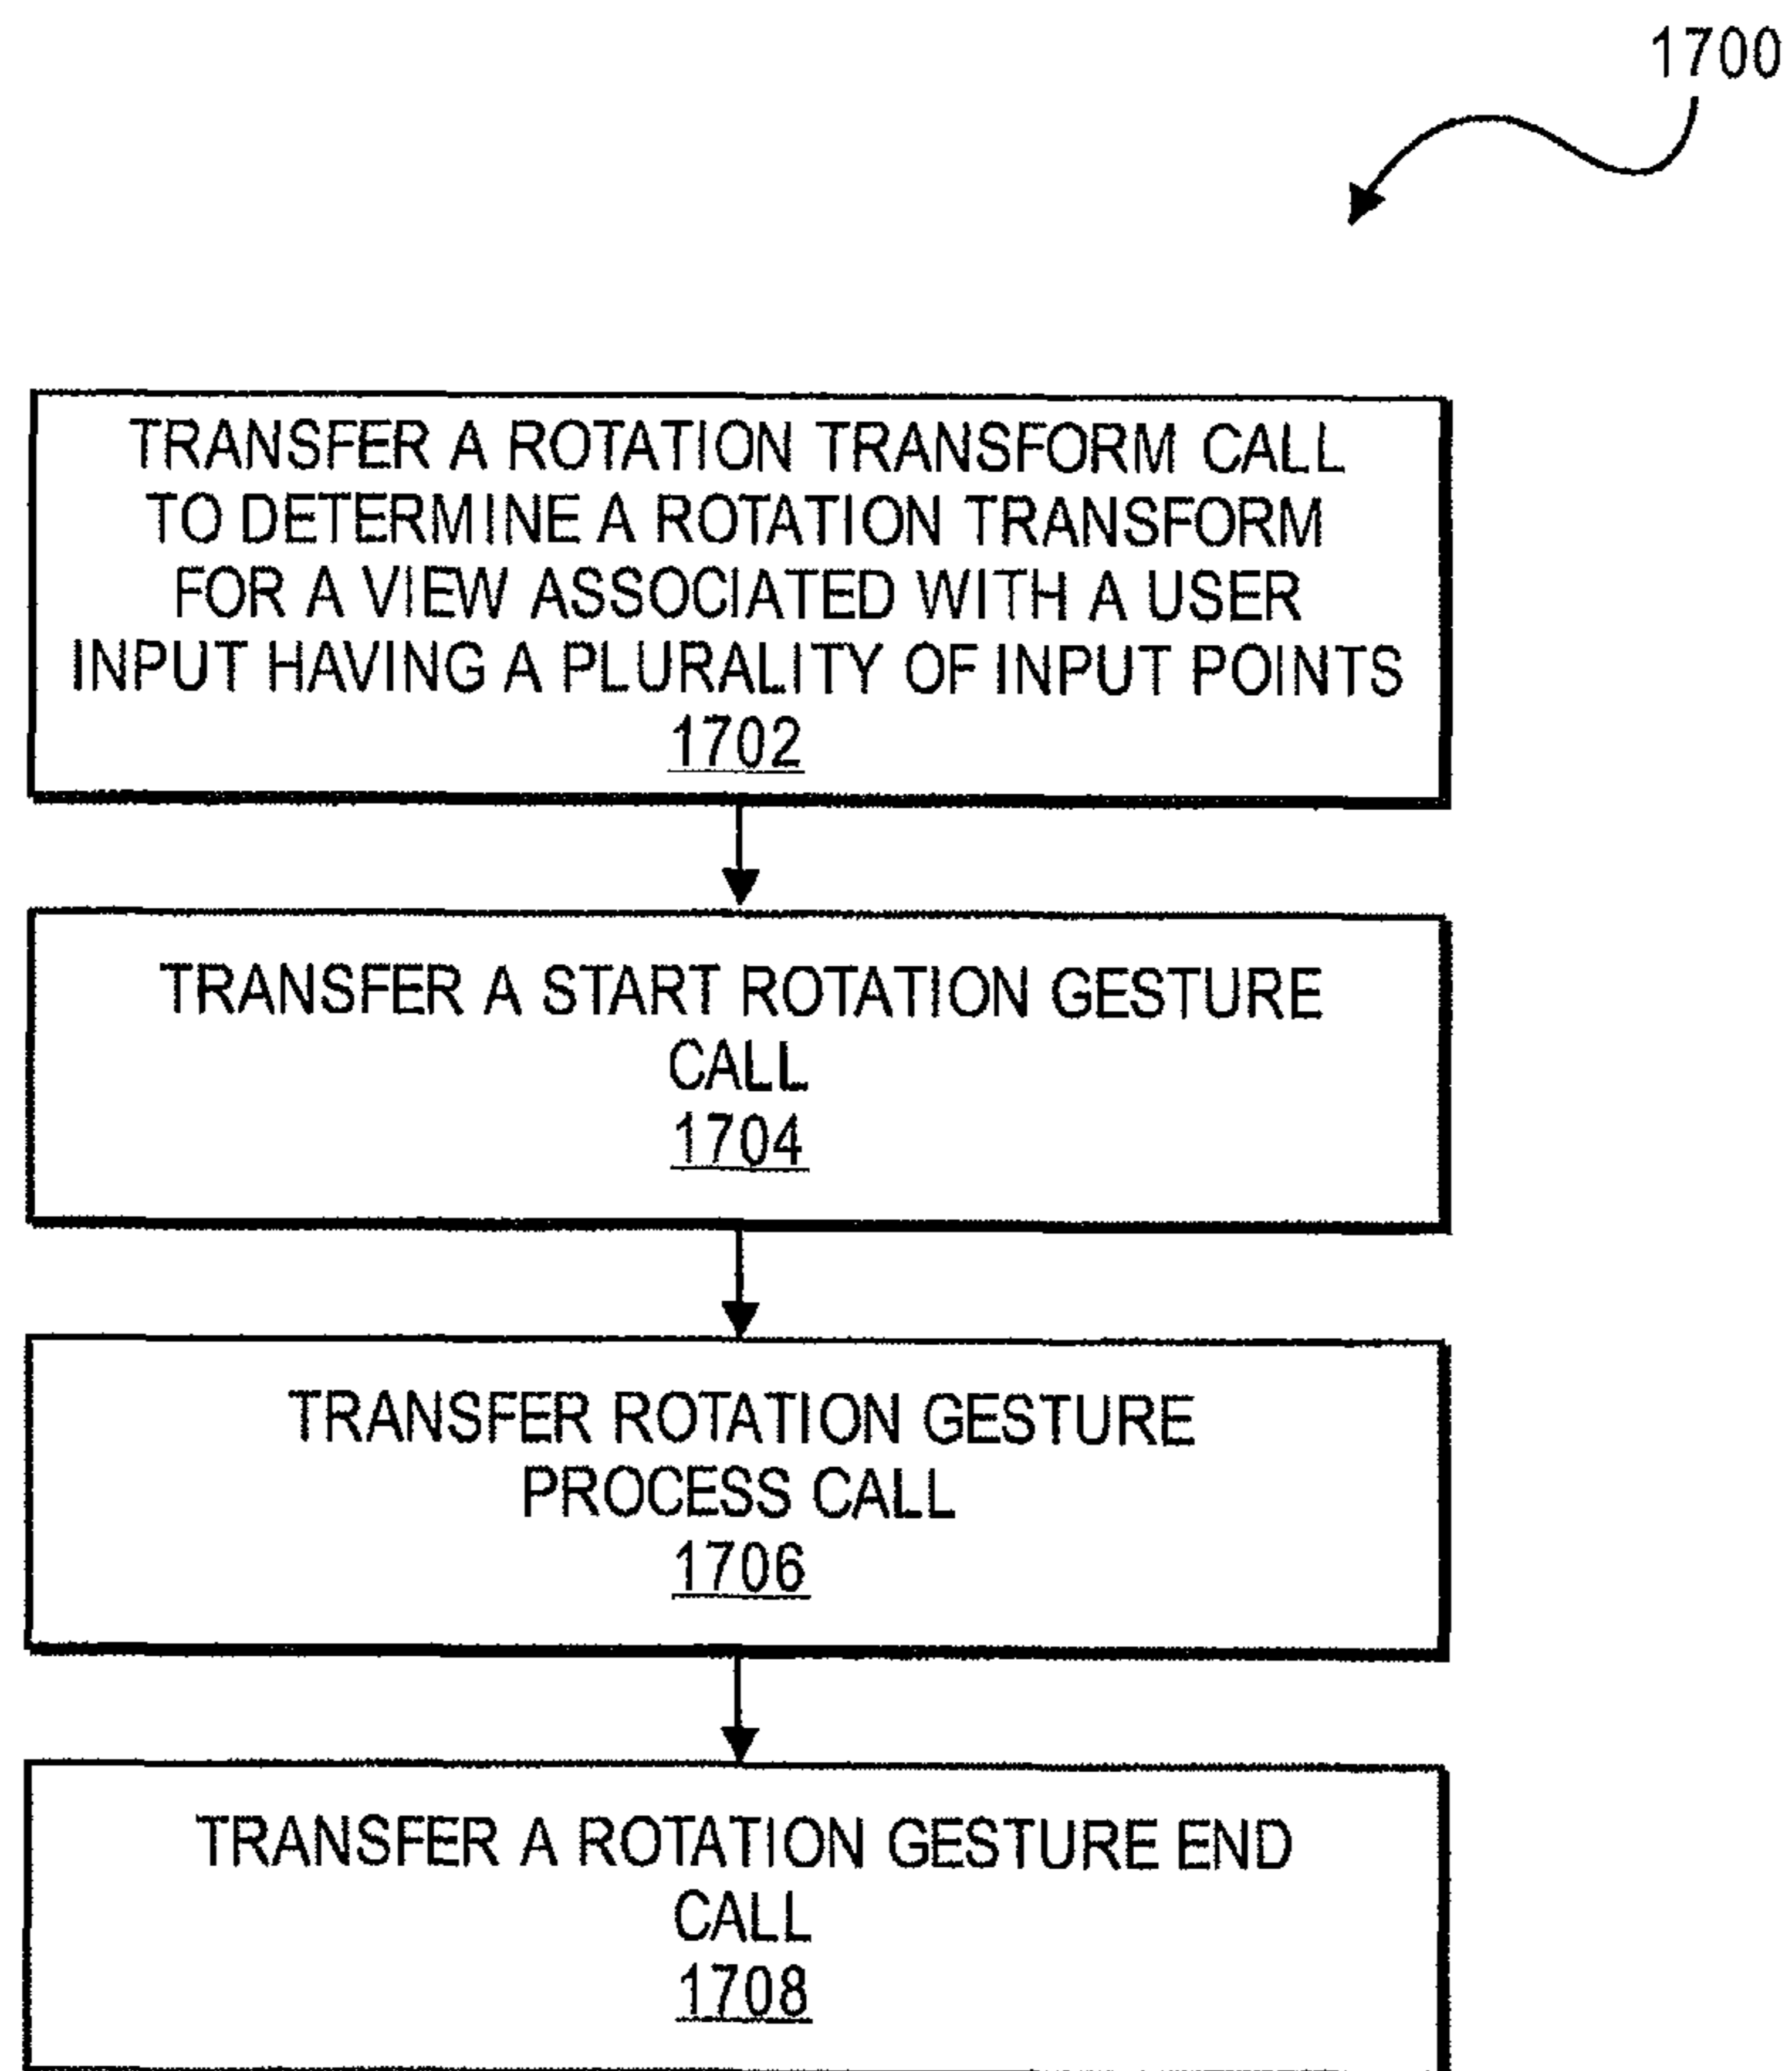 1700
TRANSFER A ROTATION TRANSFORM CALL
TO DETERMINE A ROTATION TRANSFORM
FOR A VIEW ASSOCIATED WITH A USER
INPUT HAVING A PLURALITY OF INPUT POINTS
1702
TRANSFER A START ROTATION GESTURE
CALL
1704
TRANSFER ROTATION GESTURE
PROCESS CALL
1706
TRANSFER A ROTATION GESTURE END
CALL
1708